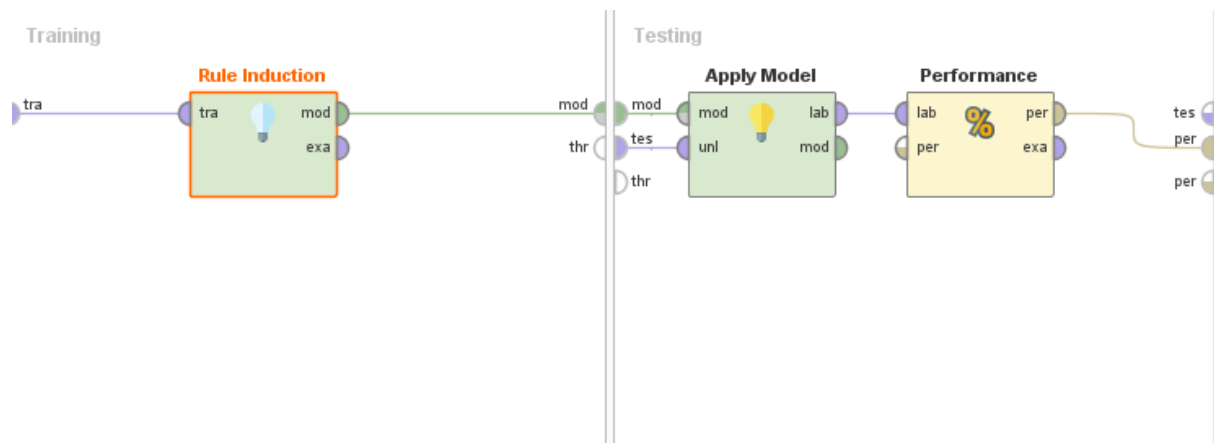 Training
Testing
Rule Induction
Apply Model
Performance
tra
tra
mod
exa
mod
thr
mod
tes
thr
mod
unl
lab
mod
lab
per
%
per
exa
tes
per
per